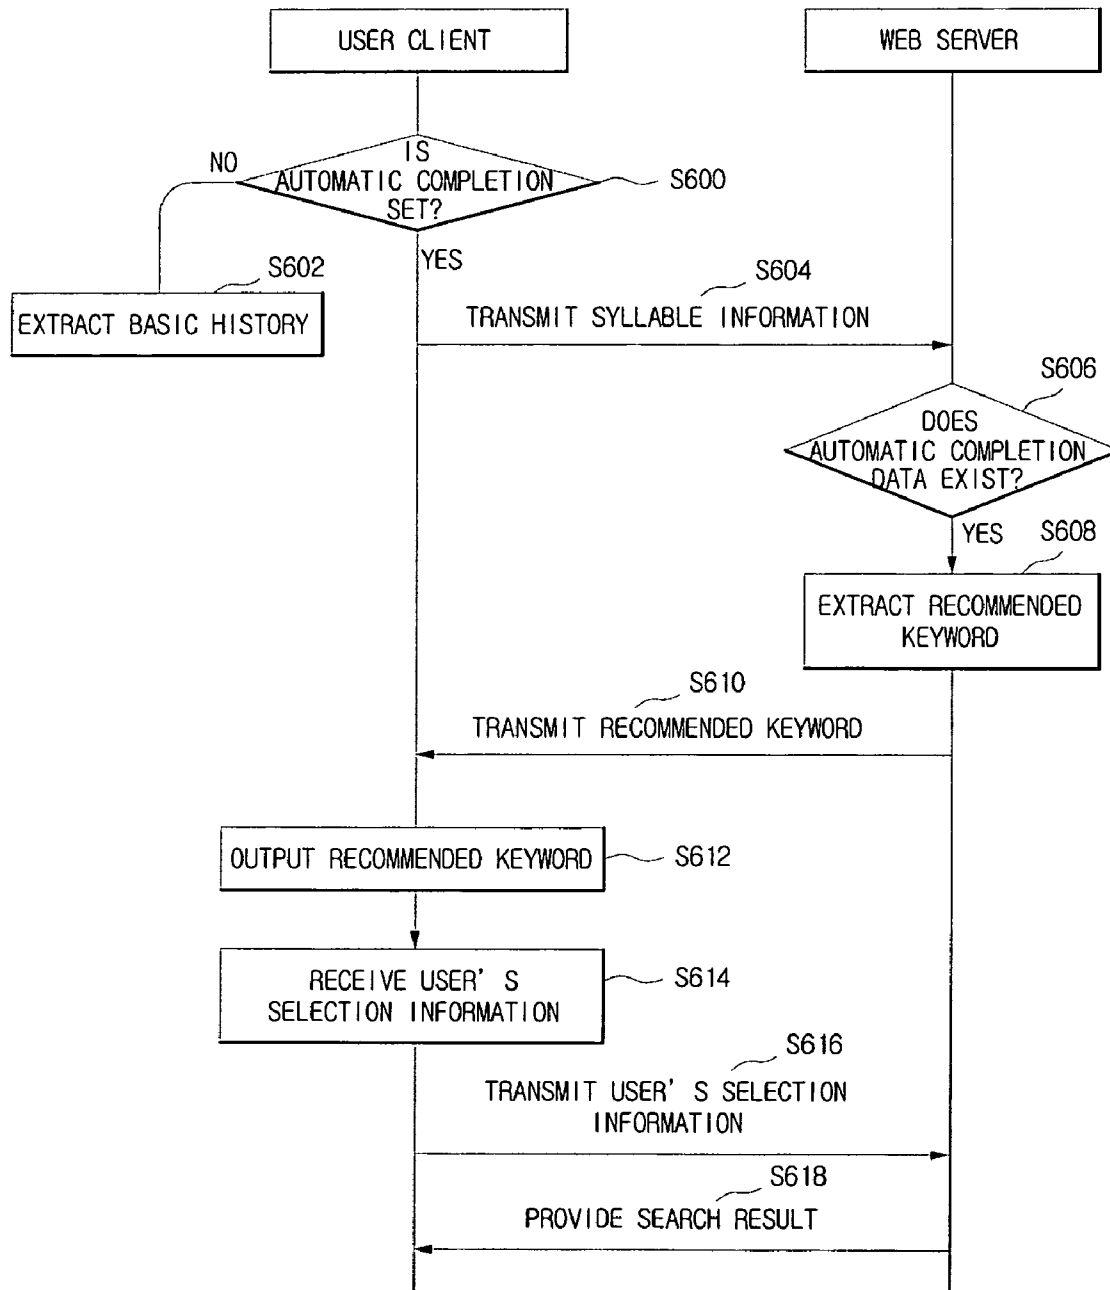 USER CLIENT
WEB SERVER
NO
IS
AUTOMATIC COMPLETION
SET?
S600
YES
S602
EXTRACT BASIC HISTORY
S604
TRANSMIT SYLLABLE INFORMATION
S606
DOES
AUTOMATIC COMPLETION
DATA EXIST?
YES
S608
EXTRACT RECOMMENDED
KEYWORD
S610
TRANSMIT RECOMMENDED KEYWORD
OUTPUT RECOMMENDED KEYWORD
S612
RECEIVE USER'S
SELECTION INFORMATION
S614
S616
TRANSMIT USER'S SELECTION
INFORMATION
S618
PROVIDE SEARCH RESULT